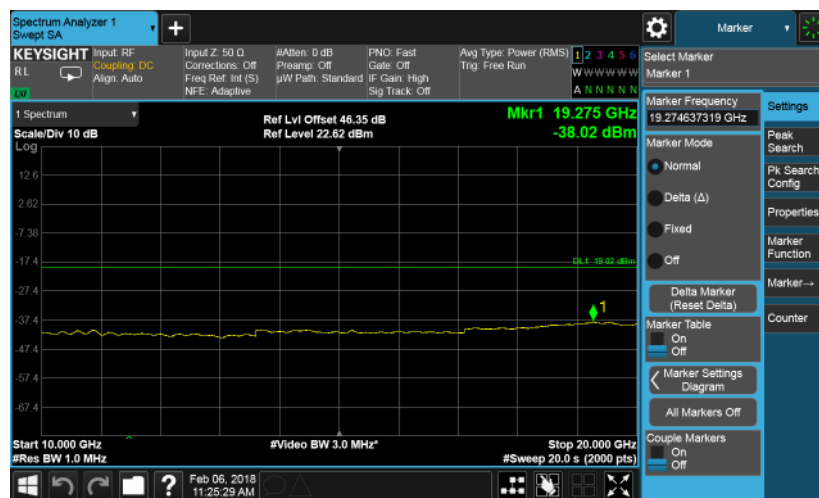 Spectrum Analyzer 1
Swept SA
Marker
KEYSIGHT
RL
LXI
Input: RF
Coupling: DC
Align: Auto
Input Z: 50 Ω
Corrections: Off
Freq Ref: Int (S)
NFE: Adaptive
#Atten: 0 dB
Preamp: Off
µW Path: Standard
PNO: Fast
Gate: Off
IF Gain: High
Sig Track: Off
Avg Type: Power (RMS)
Trig: Free Run
1 2 3 4 5 6
W W W W W W
A N N N N N
Select Marker
Marker 1
1 Spectrum
Scale/Div 10 dB
Log
Ref Lvl Offset 46.35 dB
Ref Level 22.62 dBm
Mkr1 19.275 GHz
-38.02 dBm
12.6
2.62
-7.38
-17.4
-27.4
-37.4
-47.4
-57.4
-67.4
DL1 -19.02 dBm
1
Start 10.000 GHz
#Res BW 1.0 MHz
#Video BW 3.0 MHz*
Stop 20.000 GHz
#Sweep 20.0 s (2000 pts)
Marker Frequency
19.274637319 GHz
Marker Mode
Normal
Delta (Δ)
Fixed
Off
Delta Marker
(Reset Delta)
Marker Table
On
Off
Marker Settings
Diagram
All Markers Off
Couple Markers
On
Off
Settings
Peak
Search
Pk Search
Config
Properties
Marker
Function
Marker→
Counter
?
Feb 06, 2018
11:25:29 AM